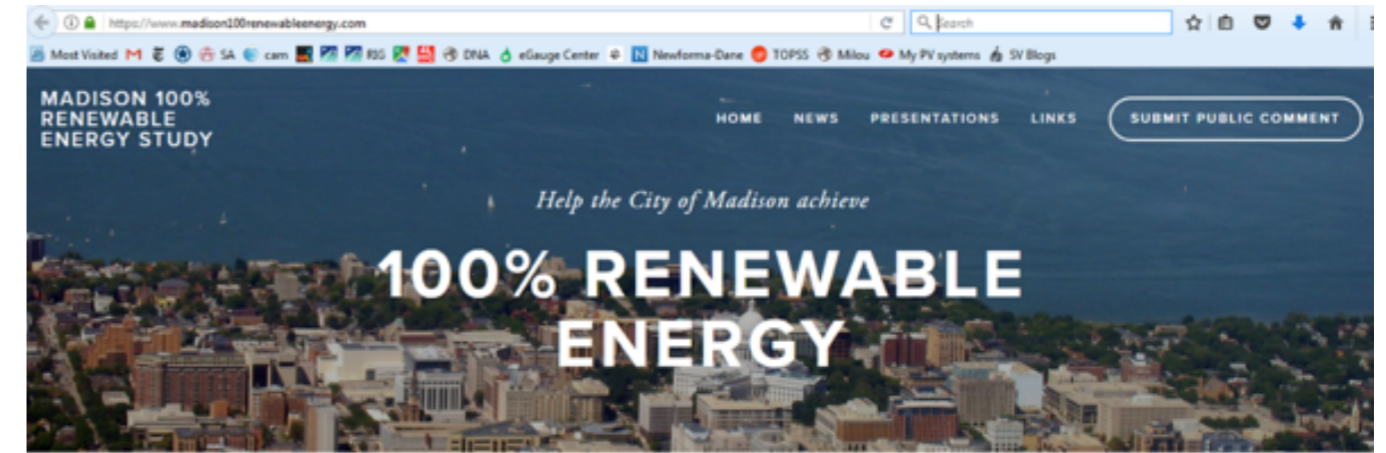 https://www.madison100renewableenergy.com
Search
Most Visited SA cam RIG DNA eGauge Center Newforma-Dane TOPSS Milou My PV systems SV Blogs
MADISON 100%
RENEWABLE
ENERGY STUDY
HOME NEWS PRESENTATIONS LINKS SUBMIT PUBLIC COMMENT
Help the City of Madison achieve
100% RENEWABLE
ENERGY